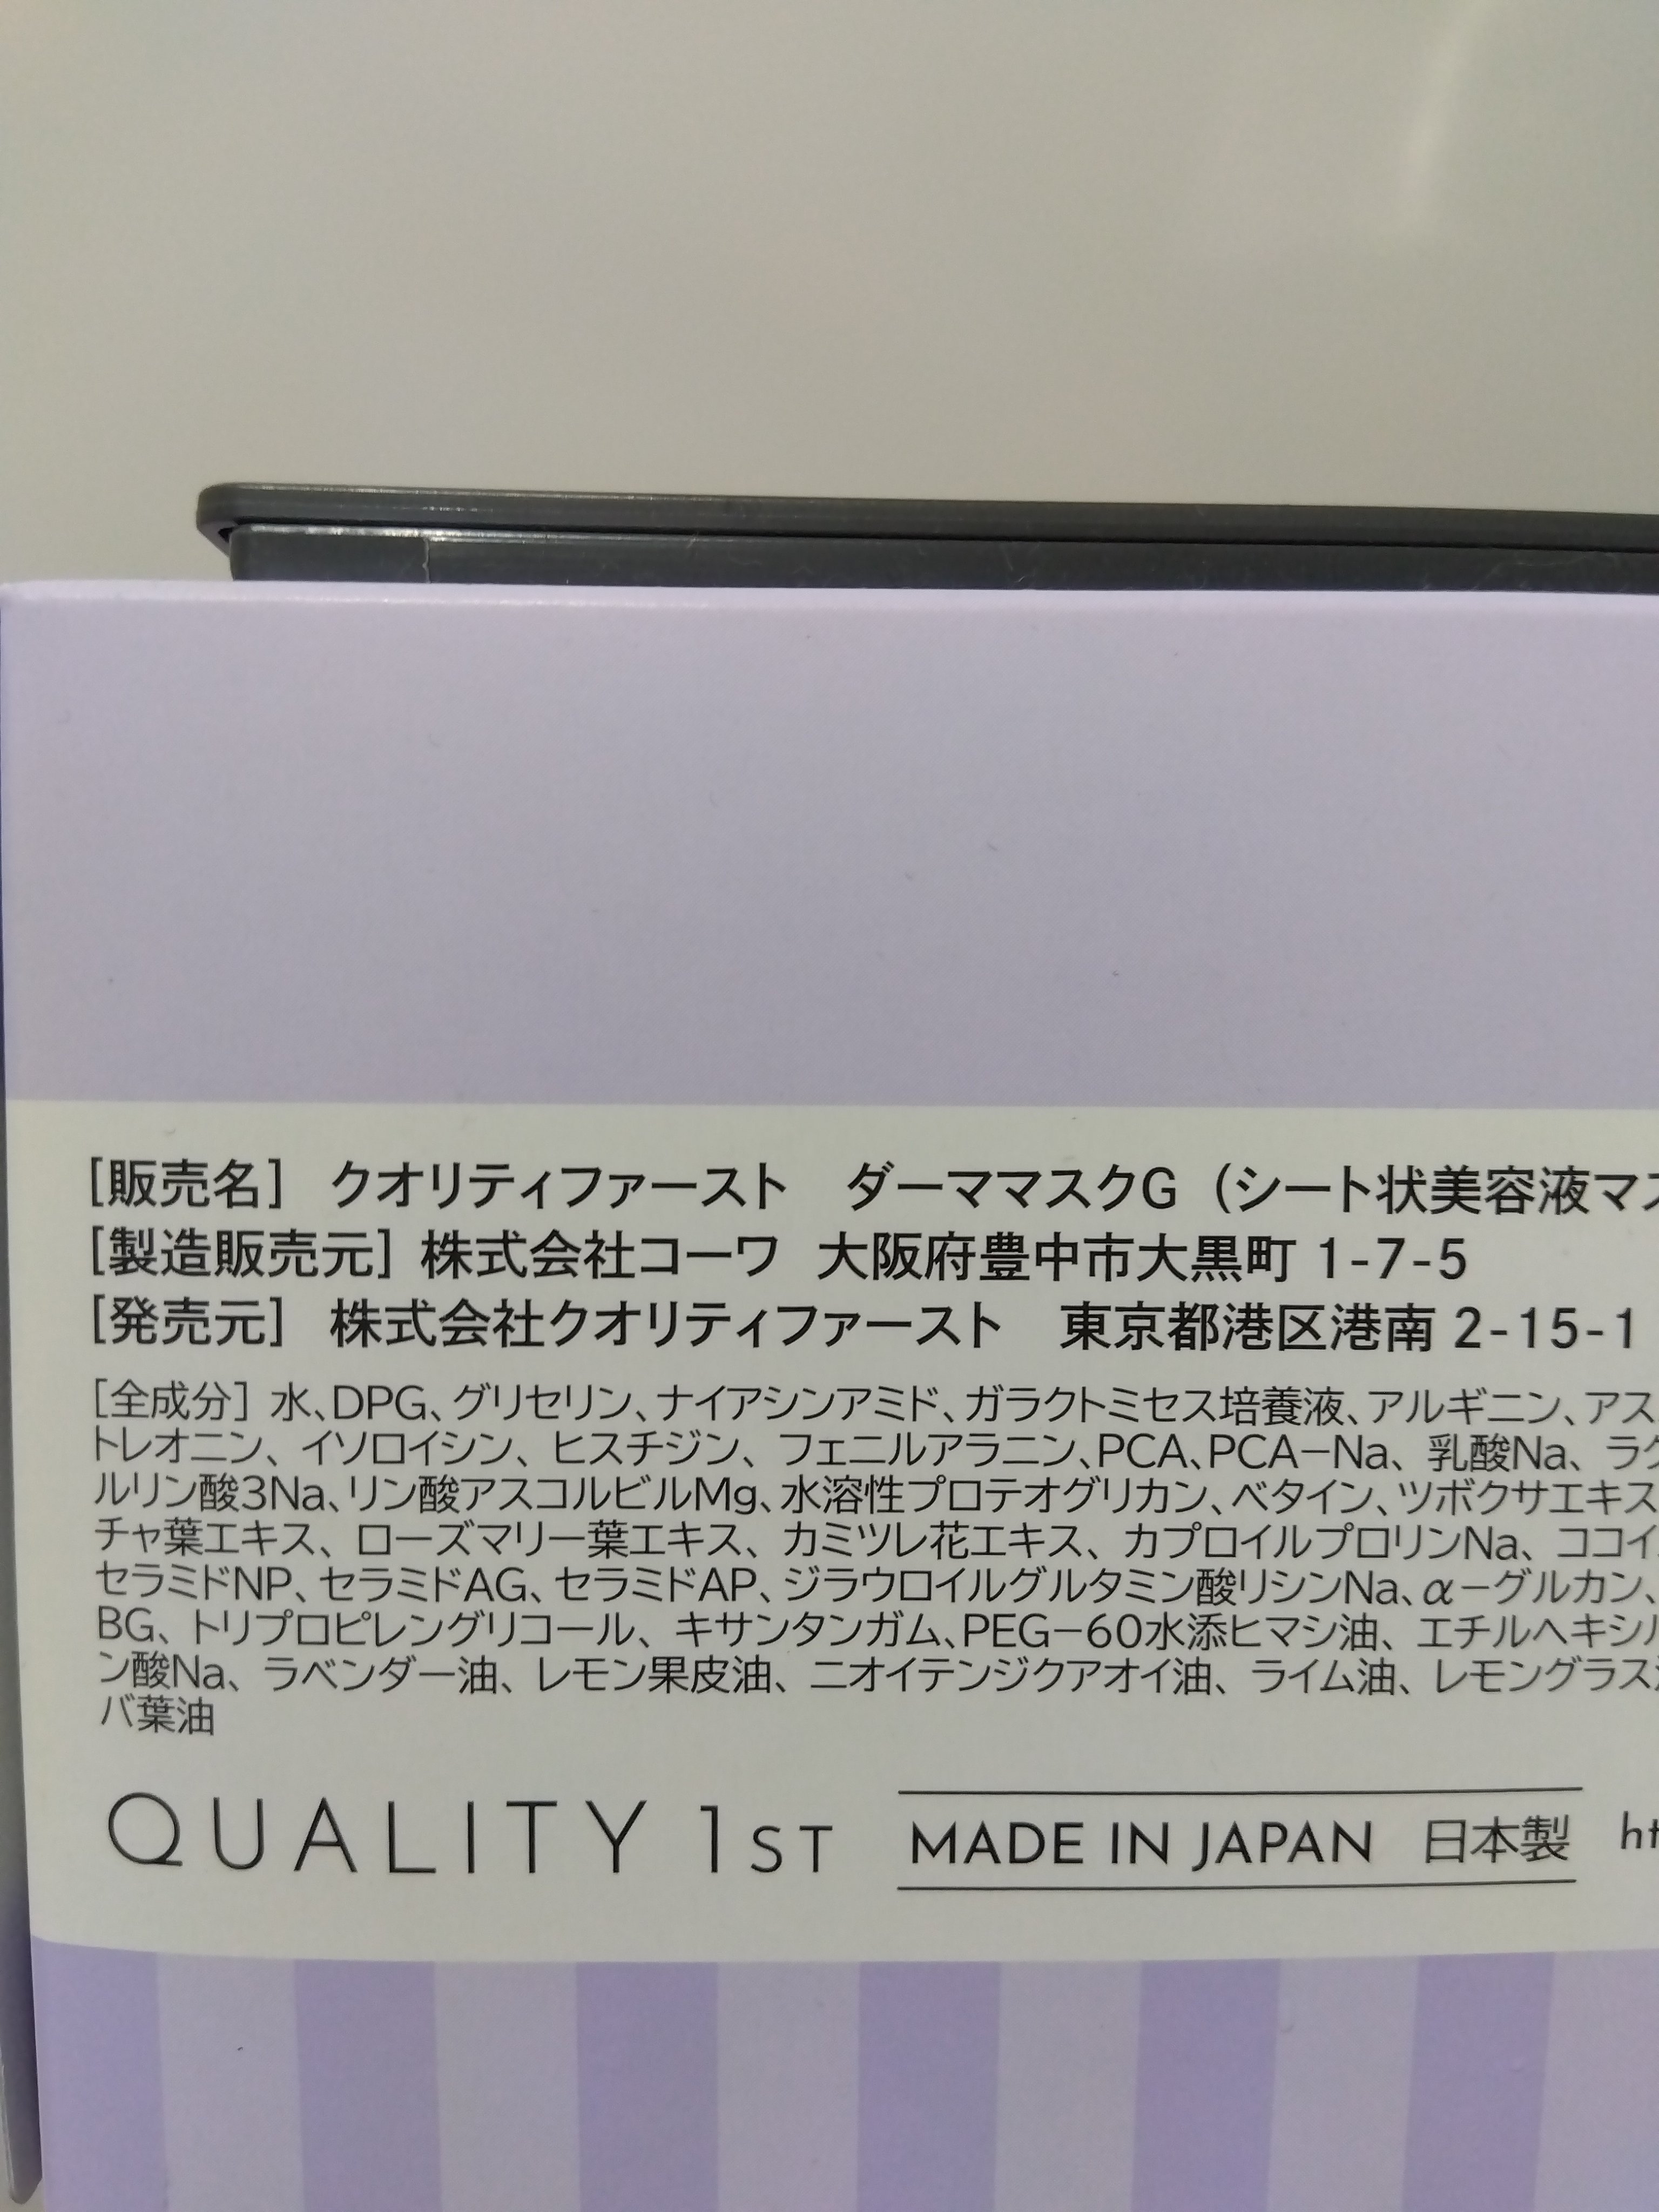 [販売名] クオリティファースト ダーママスクG (シート状美容液マス
[製造販売元] 株式会社コーワ 大阪府豊中市大黒町 1-7-5
[発売元] 株式会社クオリティファースト 東京都港区港南 2-15-1
[全成分] 水、DPG、グリセリン、ナイアシンアミド、ガラクトミセス培養液、アルギニン、アス
トレオニン、イソロイシン、ヒスチジン、フェニルアラニン、PCA、PCA－Na、乳酸Na、ラク
ルリン酸3Na、リン酸アスコルビルMg、水溶性プロテオグリカン、ベタイン、ツボクサエキス
チャ葉エキス、ローズマリー葉エキス、カミツレ花エキス、カプロイルプロリンNa、ココイ
セラミドNP、セラミドAG、セラミドAP、ジラウロイルグルタミン酸リシンNa、α－グルカン、
BG、トリプロピレングリコール、キサンタンガム、PEG－60水添ヒマシ油、エチルヘキシル
ン酸Na、ラベンダー油、レモン果皮油、ニオイテンジクアオイ油、ライム油、レモングラス
バ葉油
QUALITY 1ST MADE IN JAPAN 日本製 ht